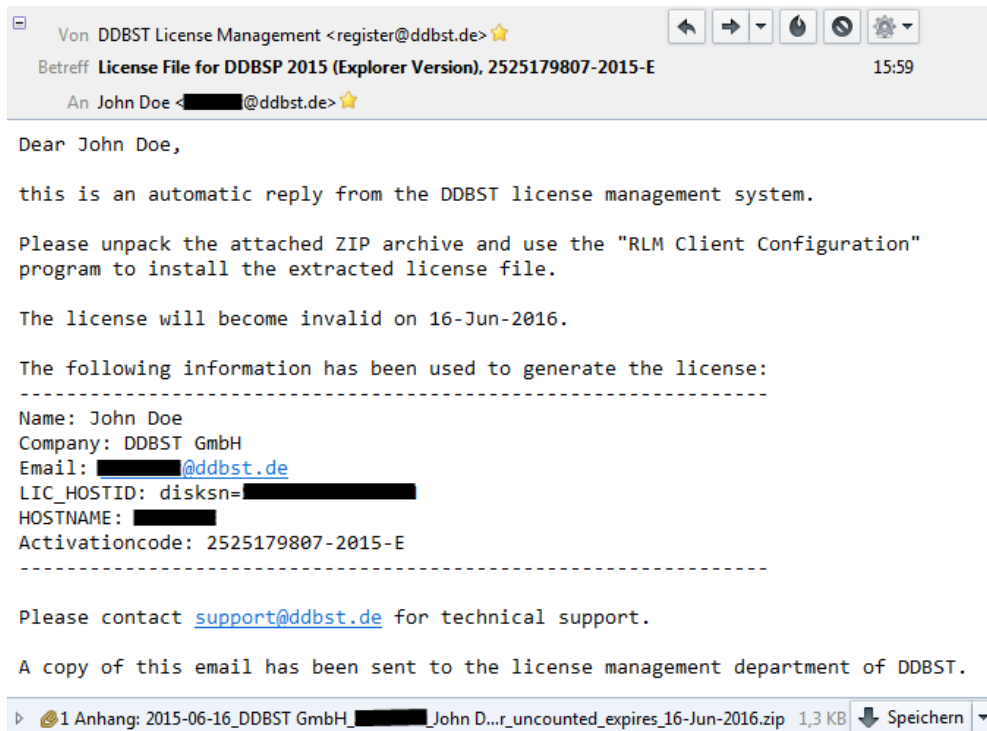 Von DDBST License Management <register@ddbst.de>
Betreff License File for DDBSP 2015 (Explorer Version), 2525179807-2015-E 15:59
An John Doe <@ddbst.de>
Dear John Doe,
this is an automatic reply from the DDBST license management system.
Please unpack the attached ZIP archive and use the "RLM Client Configuration"
program to install the extracted license file.
The license will become invalid on 16-Jun-2016.
The following information has been used to generate the license:
----------------------------------------------------------------
Name: John Doe
Company: DDBST GmbH
Email: @ddbst.de
LIC_HOSTID: disksn=
HOSTNAME:
Activationcode: 2525179807-2015-E
----------------------------------------------------------------
Please contact support@ddbst.de for technical support.
A copy of this email has been sent to the license management department of DDBST.
1 Anhang: 2015-06-16_DDBST GmbH_ _John D...r_uncounted_expires_16-Jun-2016.zip 1,3 KB Speichern